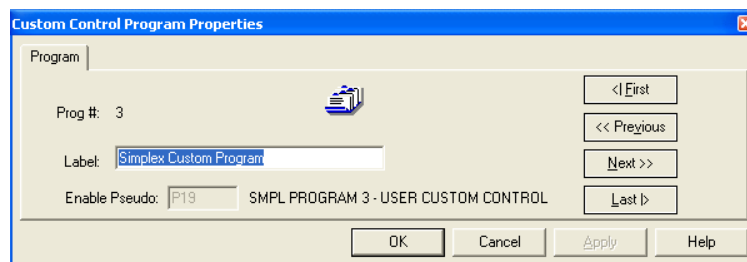 Custom Control Program Properties
Program
<| First
Prog #: 3
<< Previous
Label: Simplex Custom Program
Next >>
Enable Pseudo: P19 SMPL PROGRAM 3 - USER CUSTOM CONTROL
Last |>
OK Cancel Apply Help